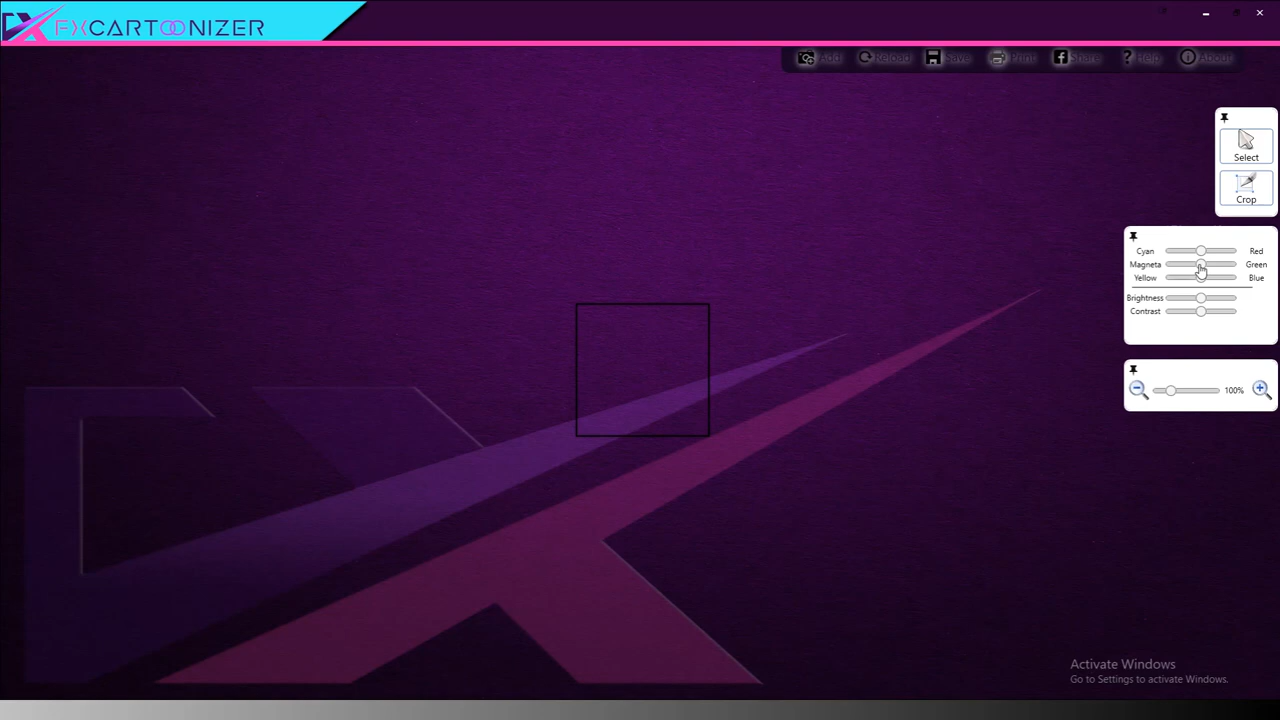 FXCARTOONIZER
Add Reload Save Print Share Help About
Select
Crop
Cyan Red
Magneta Green
Yellow Blue
Brightness
Contrast
100%
Activate Windows
Go to Settings to activate Windows.